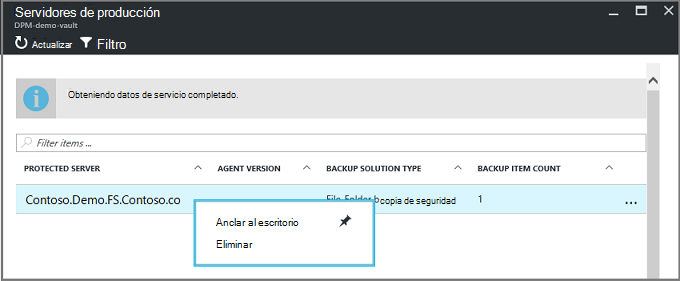 Servidores de producción
DPM-demo-vault
Actualizar Filtro
Obteniendo datos de servicio completado.
Filter items ...
PROTECTED SERVER AGENT VERSION BACKUP SOLUTION TYPE BACKUP ITEM COUNT
Contoso.Demo.FS.Contoso.co File-Folder b copia de seguridad 1 ...
Anclar al escritorio
Eliminar